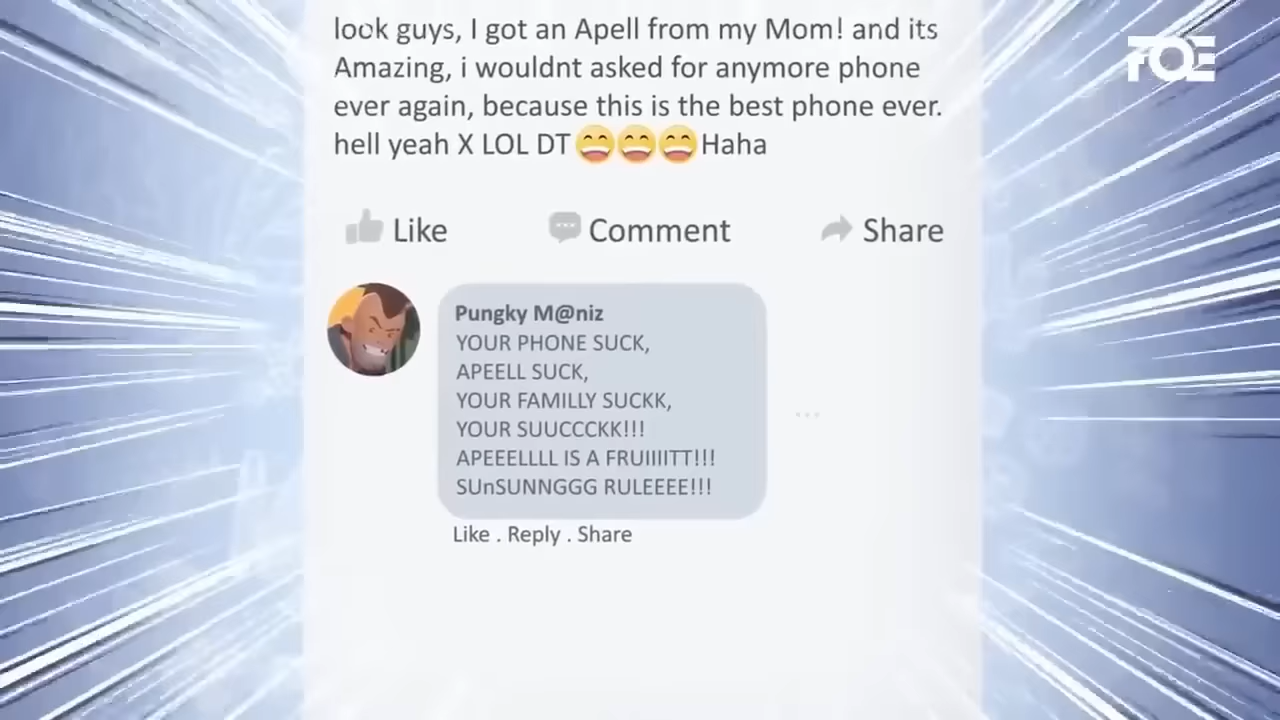 look guys, I got an Apell from my Mom! and its
Amazing, i wouldnt asked for anymore phone
ever again, because this is the best phone ever.
hell yeah X LOL DT😄😄😄Haha
FOE
Like
Comment
Share
Pungky M@niz
YOUR PHONE SUCK,
APEELL SUCK,
YOUR FAMILLY SUCKK,
YOUR SUUCCCKK!!!
APEEELLLL IS A FRUIIIITT!!!
SUnSUNNGGG RULEEEE!!!
Like . Reply . Share